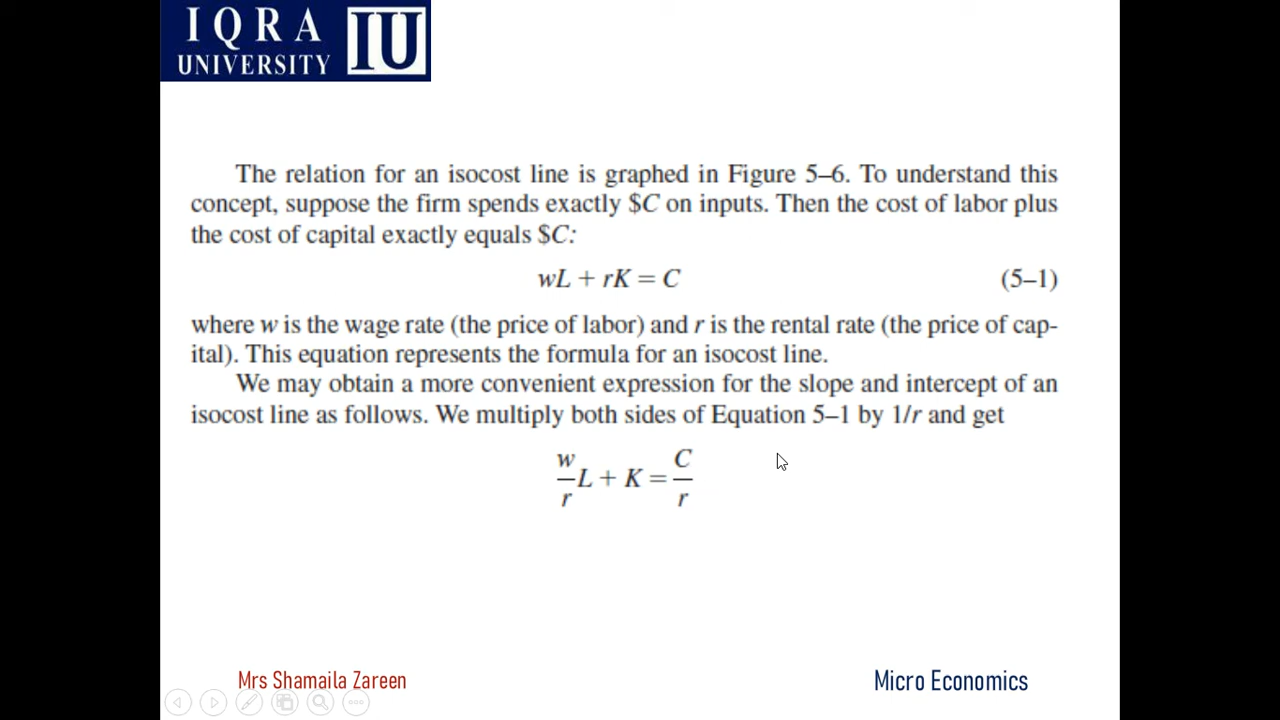 IQRA
UNIVERSITY IU
The relation for an isocost line is graphed in Figure 5–6. To understand this
concept, suppose the firm spends exactly $C on inputs. Then the cost of labor plus
the cost of capital exactly equals $C:
wL + rK = C (5–1)
where w is the wage rate (the price of labor) and r is the rental rate (the price of cap-
ital). This equation represents the formula for an isocost line.
We may obtain a more convenient expression for the slope and intercept of an
isocost line as follows. We multiply both sides of Equation 5–1 by 1/r and get
w/r L + K = C/r
Mrs Shamaila Zareen
Micro Economics